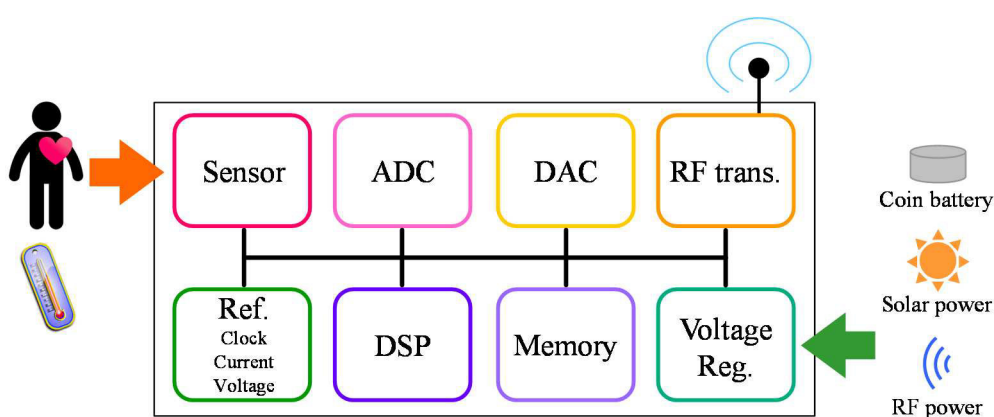 Sensor
ADC
DAC
RF trans.
Coin battery
Solar power
RF power
Ref.
Clock
Current
Voltage
DSP
Memory
Voltage
Reg.